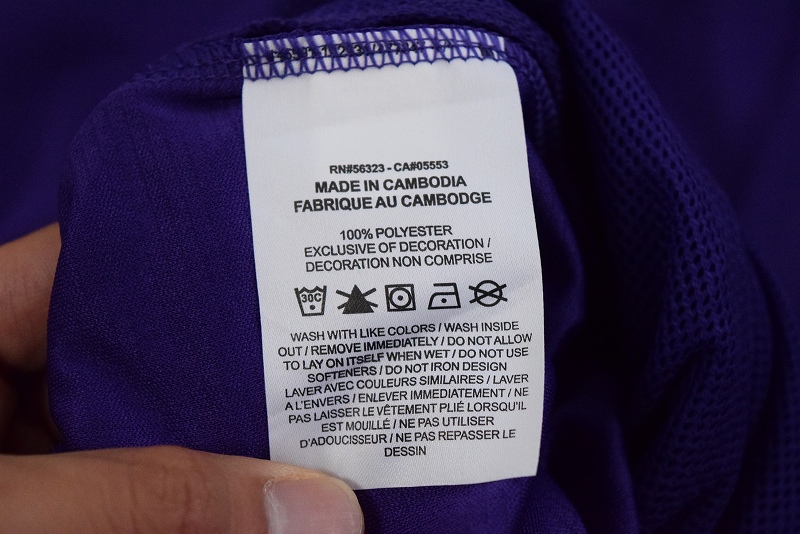 RN#56323 - CA#05553
MADE IN CAMBODIA
FABRIQUE AU CAMBODGE
100% POLYESTER
EXCLUSIVE OF DECORATION /
DECORATION NON COMPRISE
30C
WASH WITH LIKE COLORS / WASH INSIDE
OUT / REMOVE IMMEDIATELY / DO NOT ALLOW
TO LAY ON ITSELF WHEN WET / DO NOT USE
SOFTENERS / DO NOT IRON DESIGN
LAVER AVEC COULEURS SIMILAIRES / LAVER
A L'ENVERS / ENLEVER IMMEDIATEMENT / NE
PAS LAISSER LE VÊTEMENT PLIÉ LORSQU'IL
EST MOUILLÉ / NE PAS UTILISER
D'ADOUCISSEUR / NE PAS REPASSER LE
DESSIN